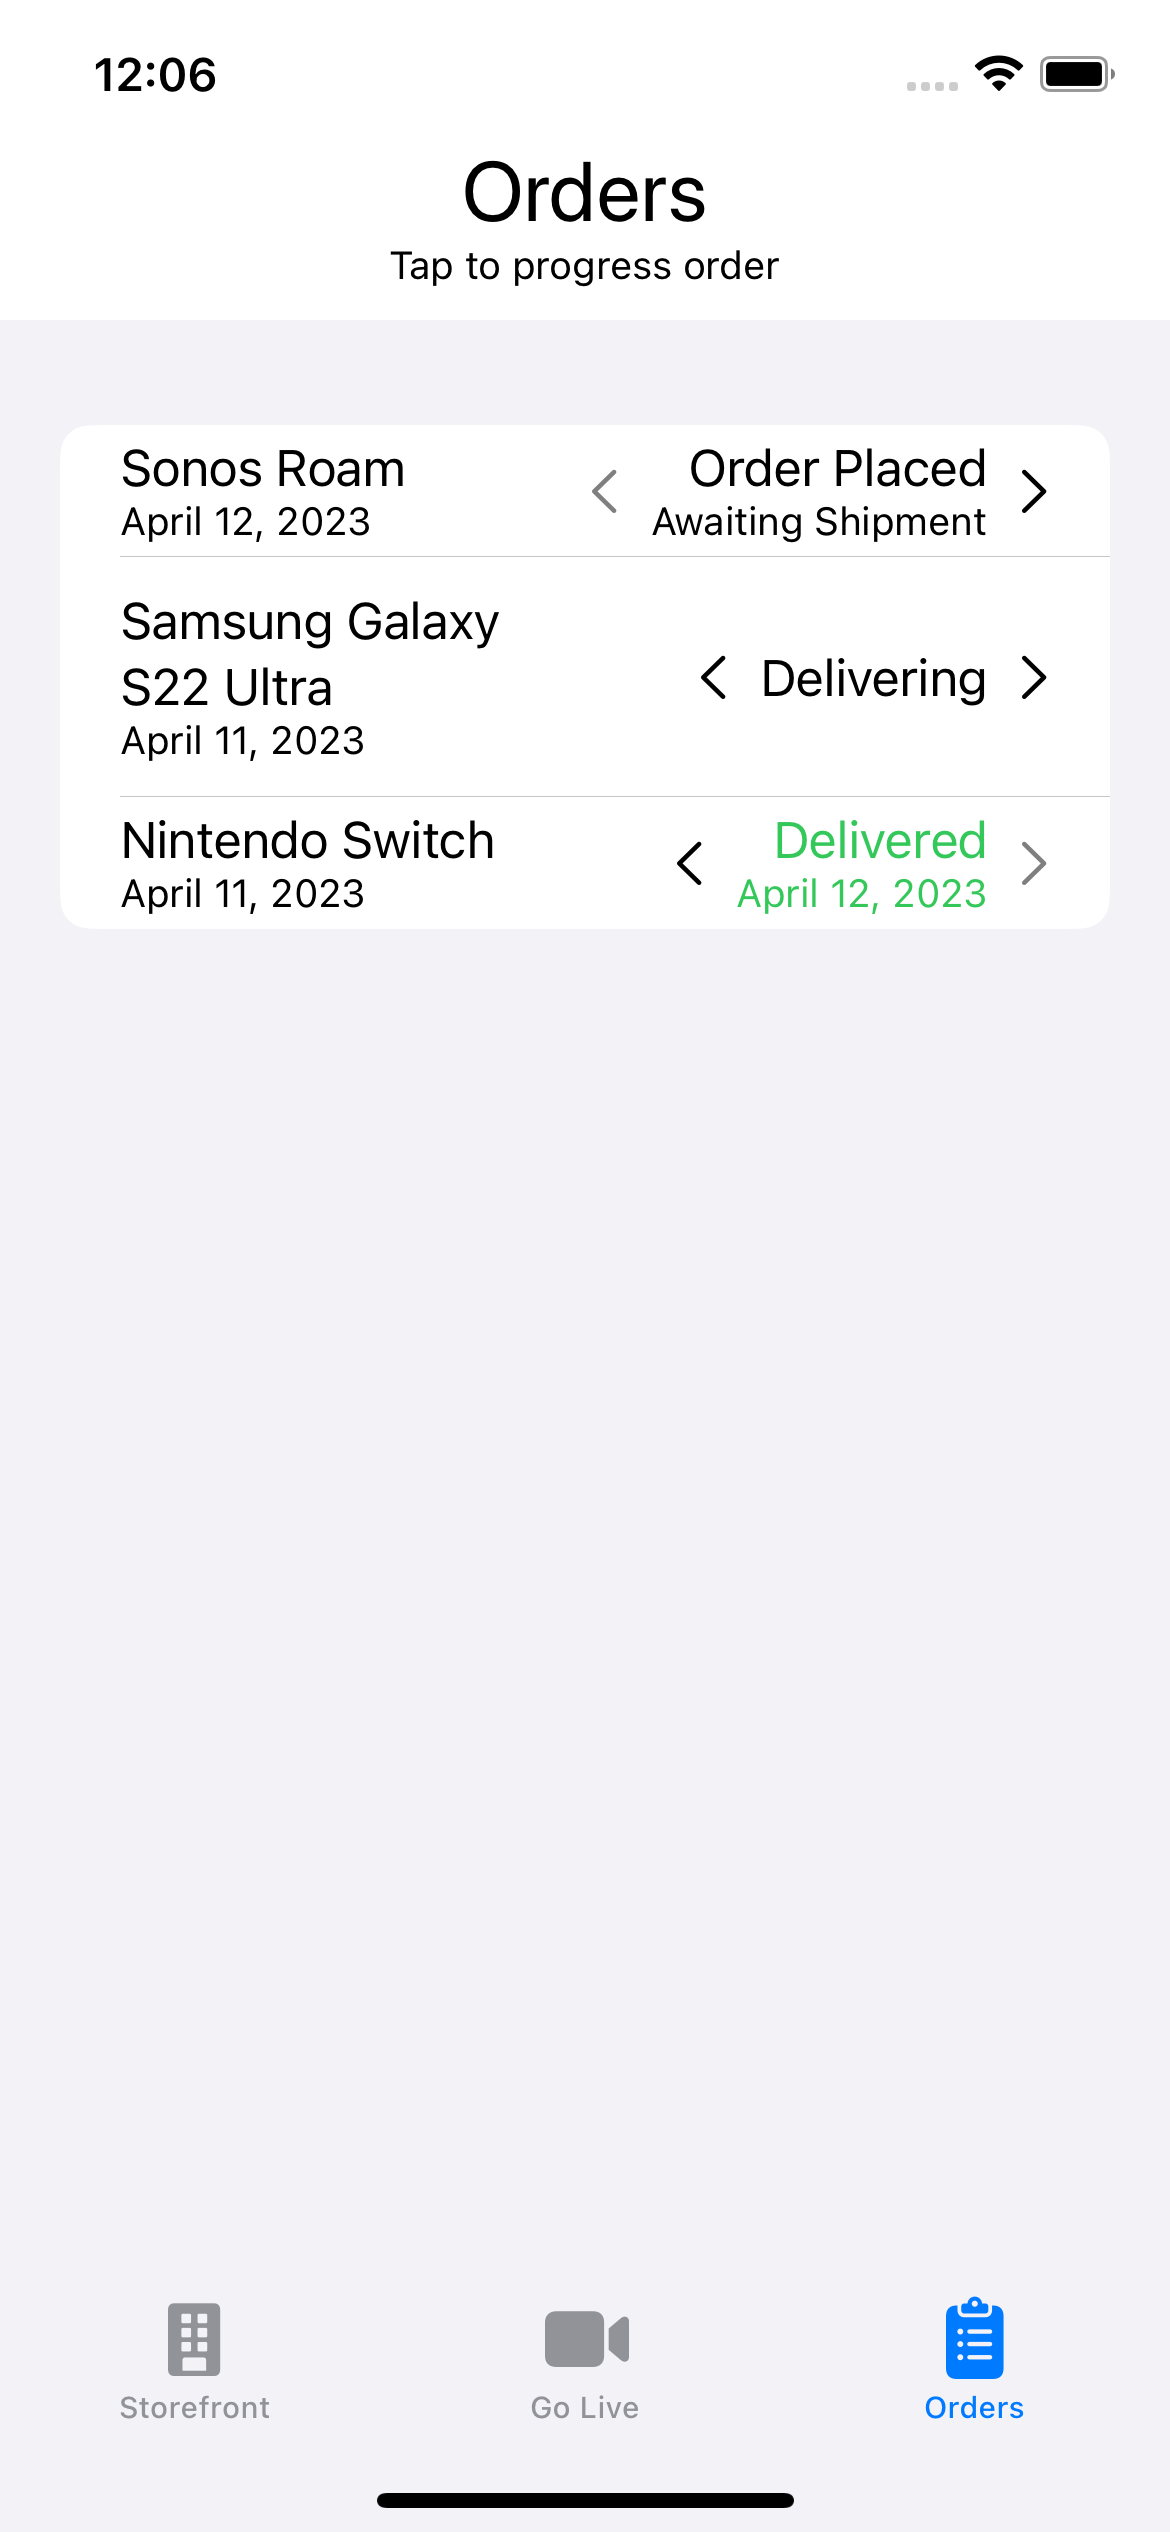 12:06
Orders
Tap to progress order
Sonos Roam
April 12, 2023
Order Placed
Awaiting Shipment
Samsung Galaxy
S22 Ultra
April 11, 2023
Delivering
Nintendo Switch
April 11, 2023
Delivered
April 12, 2023
Storefront
Go Live
Orders